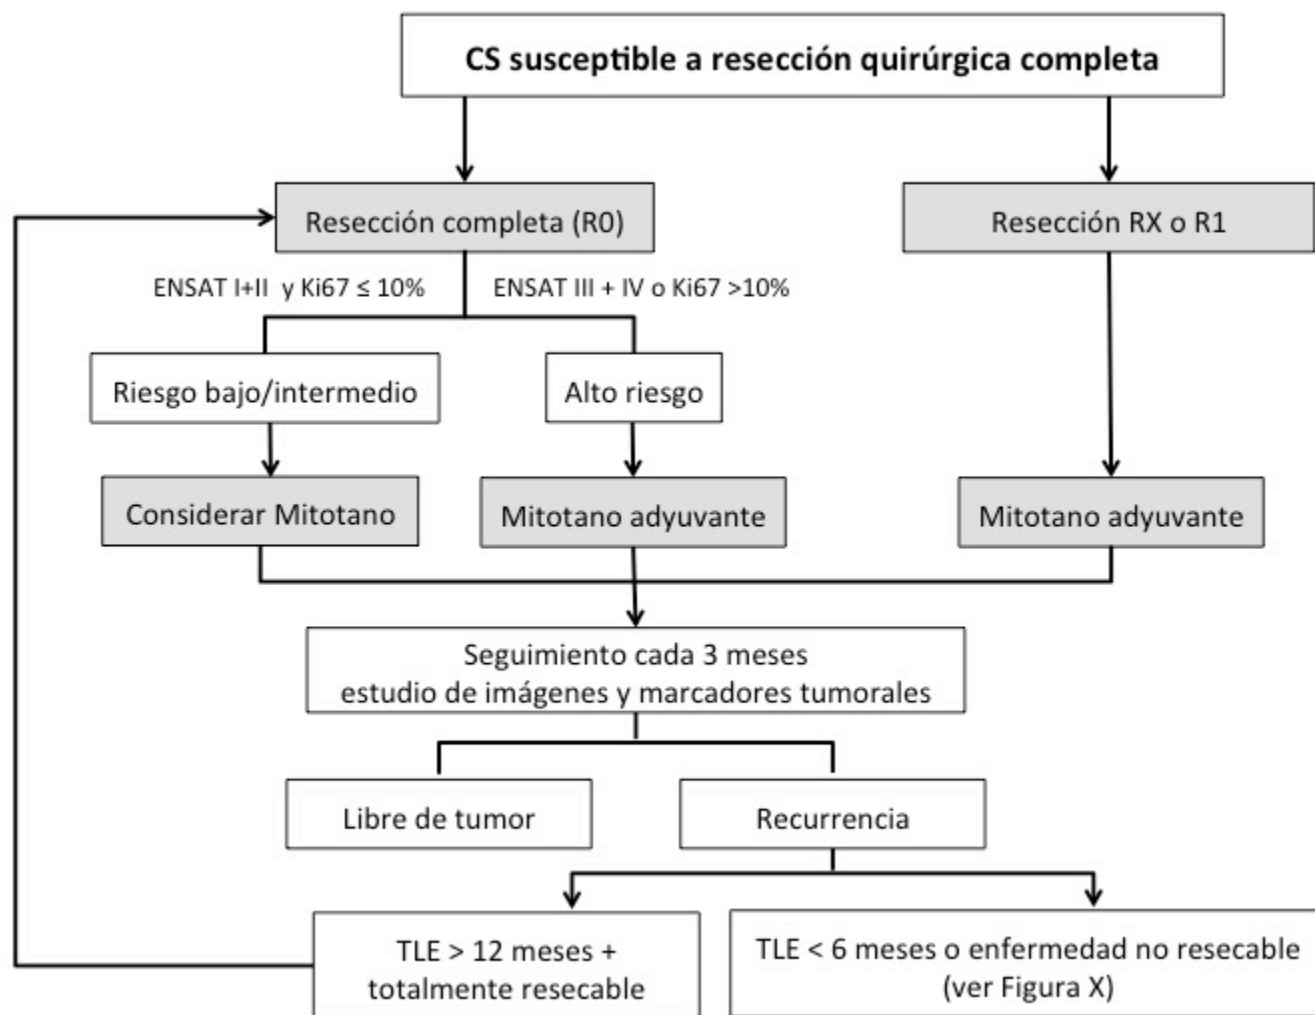 CS susceptible a resección quirúrgica completa
Resección completa (R0)
Resección RX o R1
ENSAT I+II y Ki67 ≤ 10%
ENSAT III + IV o Ki67 >10%
Riesgo bajo/intermedio
Alto riesgo
Considerar Mitotano
Mitotano adyuvante
Mitotano adyuvante
Seguimiento cada 3 meses
estudio de imágenes y marcadores tumorales
Libre de tumor
Recurrencia
TLE > 12 meses +
totalmente resecable
TLE < 6 meses o enfermedad no resecable
(ver Figura X)